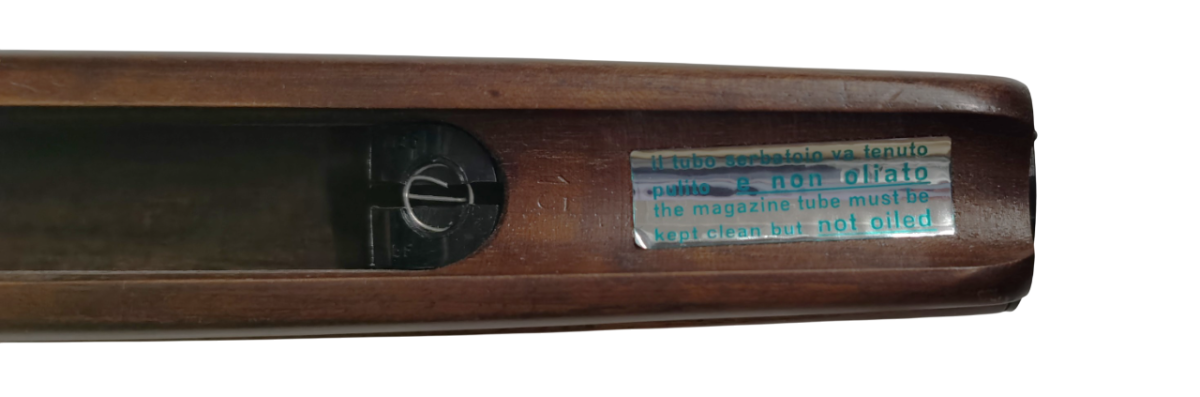 il tubo serbatoio va tenuto
pulito e non oliato
the magazine tube must be
kept clean but not oiled